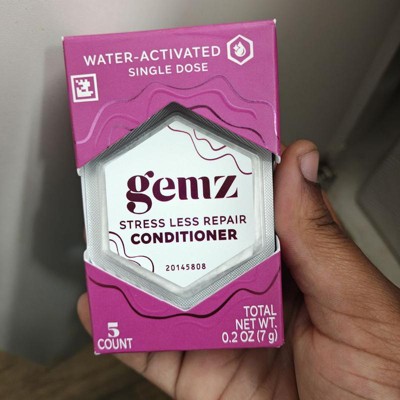 WATER-ACTIVATED
SINGLE DOSE
gemz
STRESS LESS REPAIR
CONDITIONER
20145808
5
COUNT
TOTAL
NET WT.
0.2 OZ (7 g)